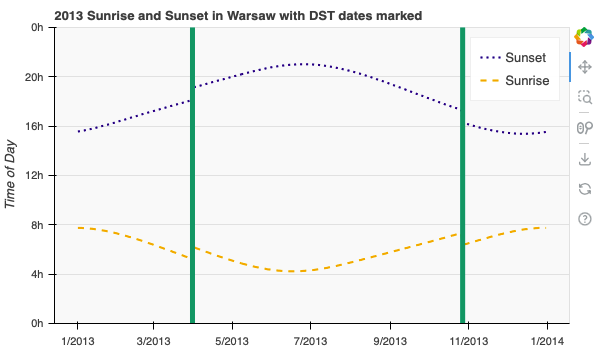 2013 Sunrise and Sunset in Warsaw with DST dates marked
0h
20h
16h
12h
8h
4h
0h
Time of Day
Sunset
Sunrise
1/2013
3/2013
5/2013
7/2013
9/2013
11/2013
1/2014